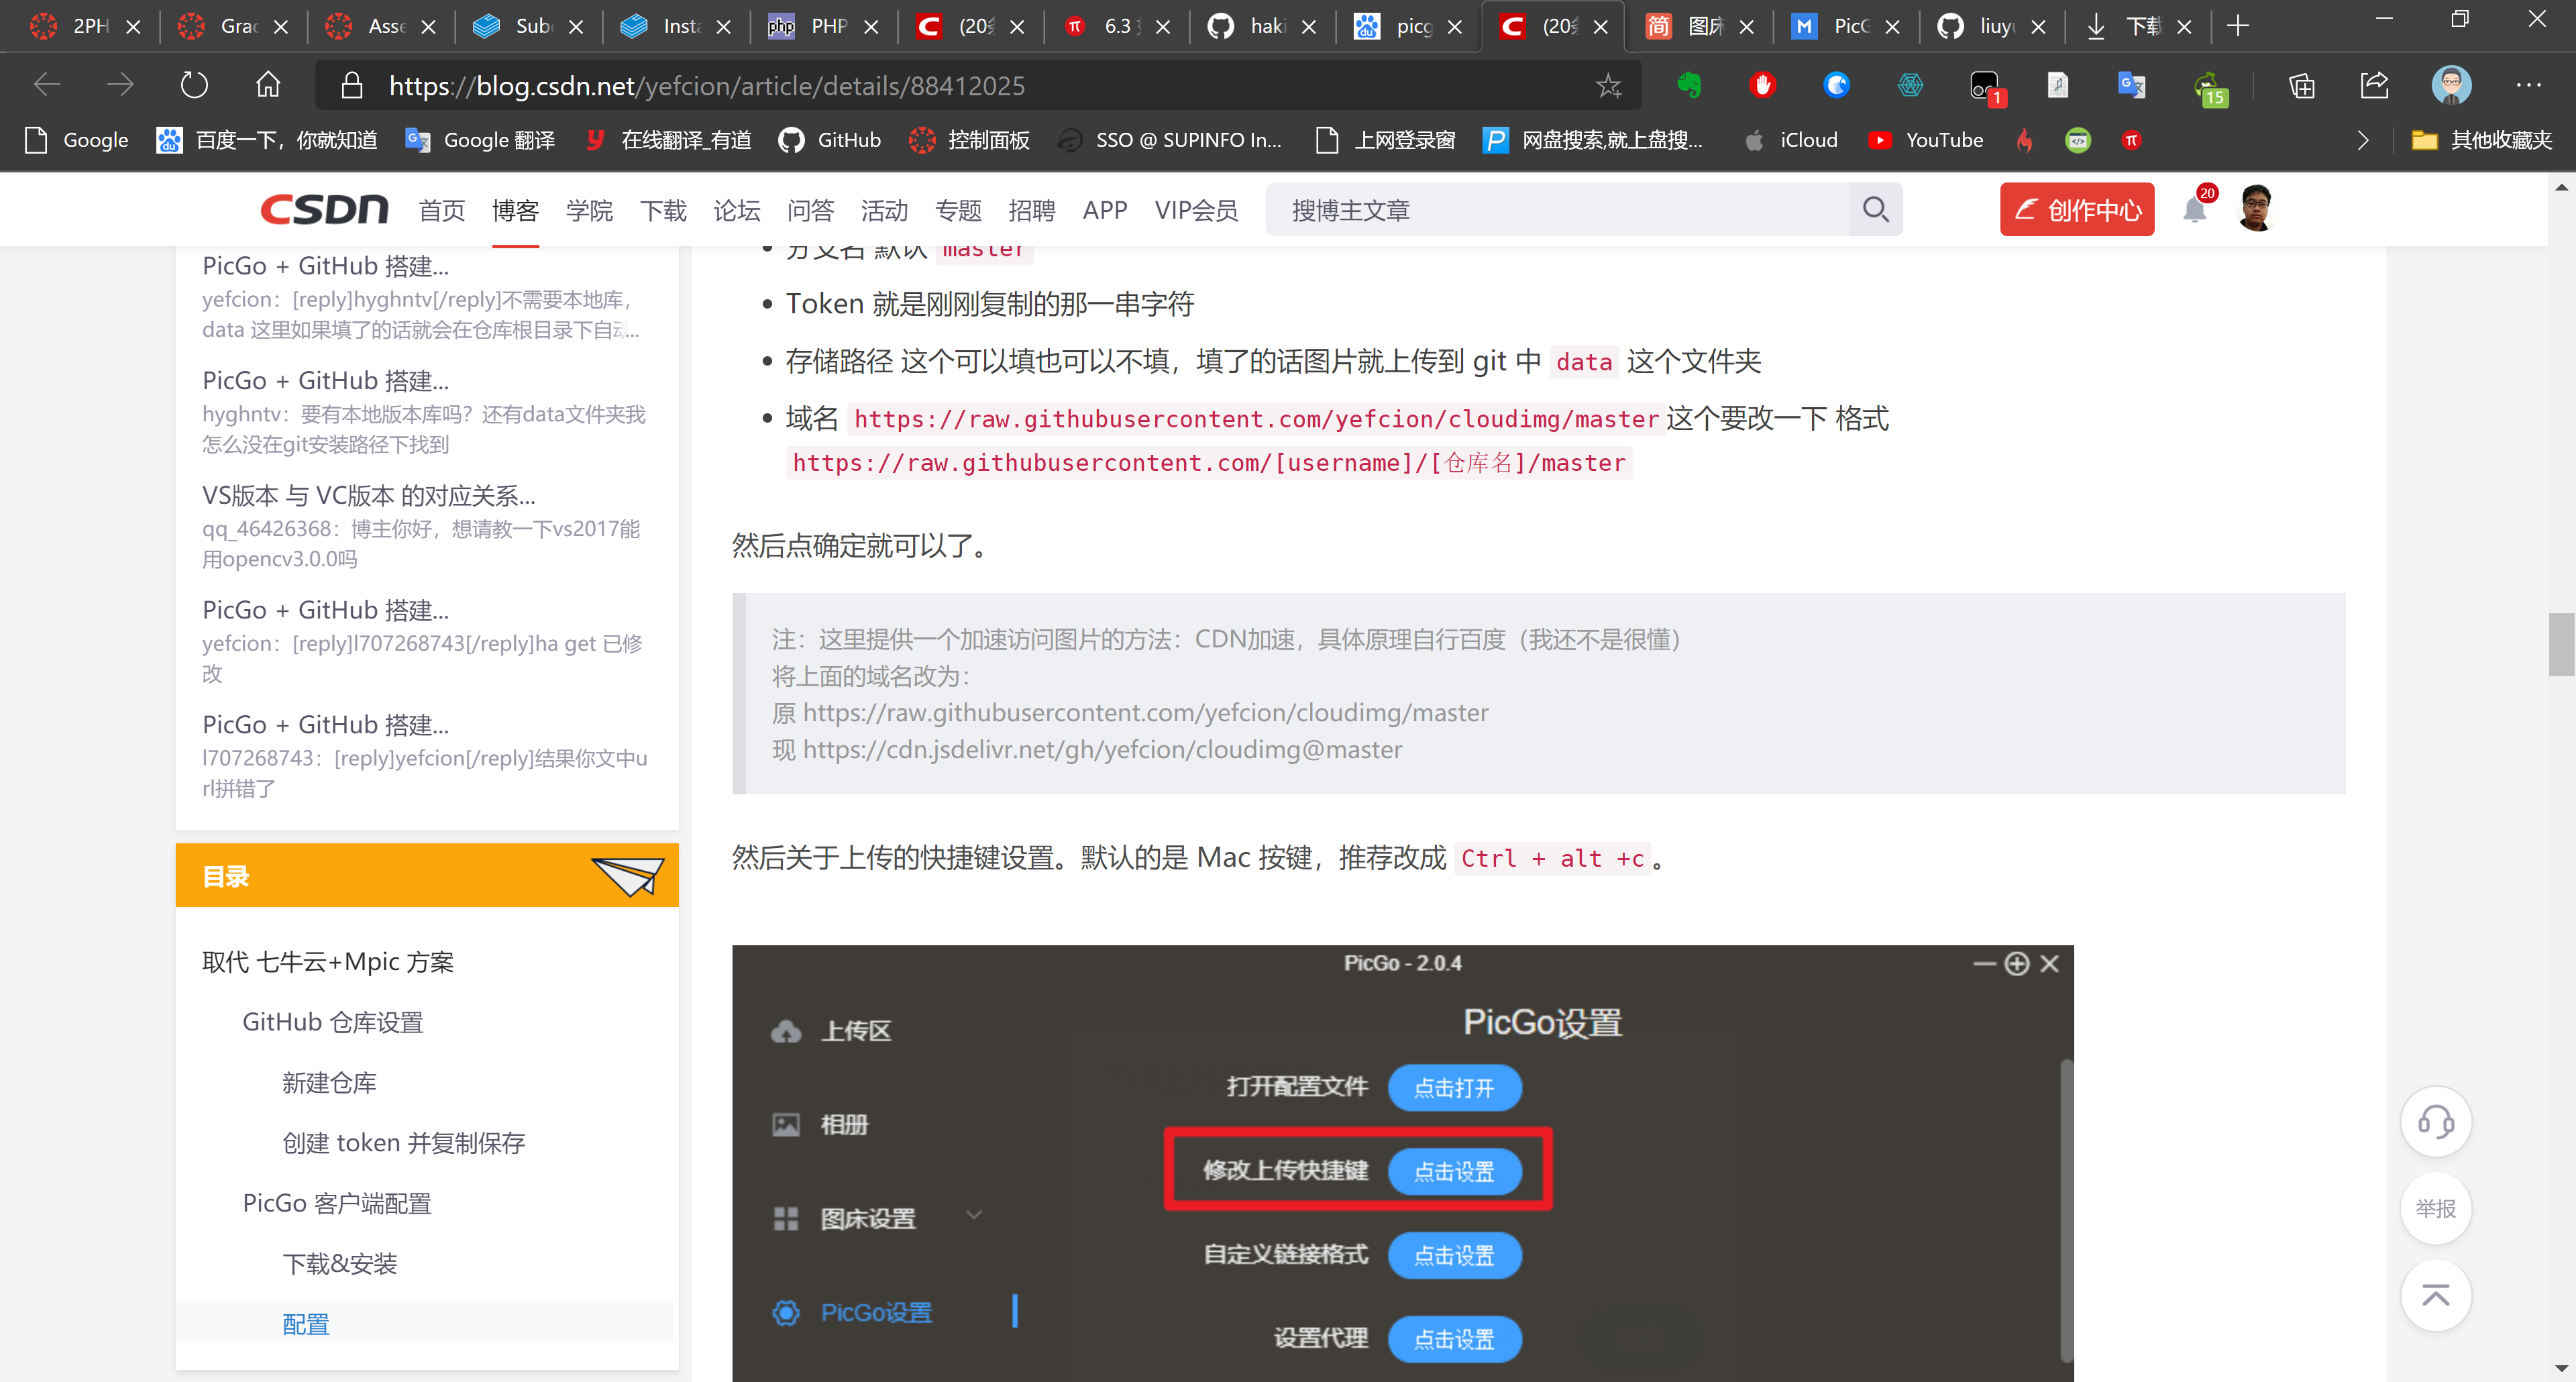 2PH
Grac
Asse
Sub
Insta
PHP
(20条
6.3
haki
picg
(20条
图床
PicG
liuyu
下载
https://blog.csdn.net/yefcion/article/details/88412025
1
15
Google
百度一下，你就知道
Google 翻译
在线翻译_有道
GitHub
控制面板
SSO @ SUPINFO In...
上网登录窗
网盘搜索,就上盘搜...
iCloud
YouTube
其他收藏夹
CSDN
首页
博客
学院
下载
论坛
问答
活动
专题
招聘
APP
VIP会员
搜博主文章
创作中心
20
PicGo + GitHub 搭建...
yefcion：[reply]hyghntv[/reply]不需要本地库，
data 这里如果填了的话就会在仓库根目录下自动...
PicGo + GitHub 搭建...
hyghntv：要有本地版本库吗？还有data文件夹我
怎么没在git安装路径下找到
VS版本 与 VC版本 的对应关系...
qq_46426368：博主你好，想请教一下vs2017能
用opencv3.0.0吗
PicGo + GitHub 搭建...
yefcion：[reply]l707268743[/reply]ha get 已修
改
PicGo + GitHub 搭建...
l707268743：[reply]yefcion[/reply]结果你文中u
rl拼错了
目录
取代 七牛云+Mpic 方案
GitHub 仓库设置
新建仓库
创建 token 并复制保存
PicGo 客户端配置
下载&安装
配置
分支名 默认 master
Token 就是刚刚复制的那一串字符
存储路径 这个可以填也可以不填，填了的话图片就上传到 git 中 data 这个文件夹
域名 https://raw.githubusercontent.com/yefcion/cloudimg/master 这个要改一下 格式
https://raw.githubusercontent.com/[username]/[仓库名]/master
然后点确定就可以了。
注：这里提供一个加速访问图片的方法：CDN加速，具体原理自行百度（我还不是很懂）
将上面的域名改为：
原 https://raw.githubusercontent.com/yefcion/cloudimg/master
现 https://cdn.jsdelivr.net/gh/yefcion/cloudimg@master
然后关于上传的快捷键设置。默认的是 Mac 按键，推荐改成 Ctrl + alt +c 。
PicGo - 2.0.4
上传区
相册
图床设置
PicGo设置
PicGo设置
打开配置文件 点击打开
修改上传快捷键 点击设置
自定义链接格式 点击设置
设置代理 点击设置
举报